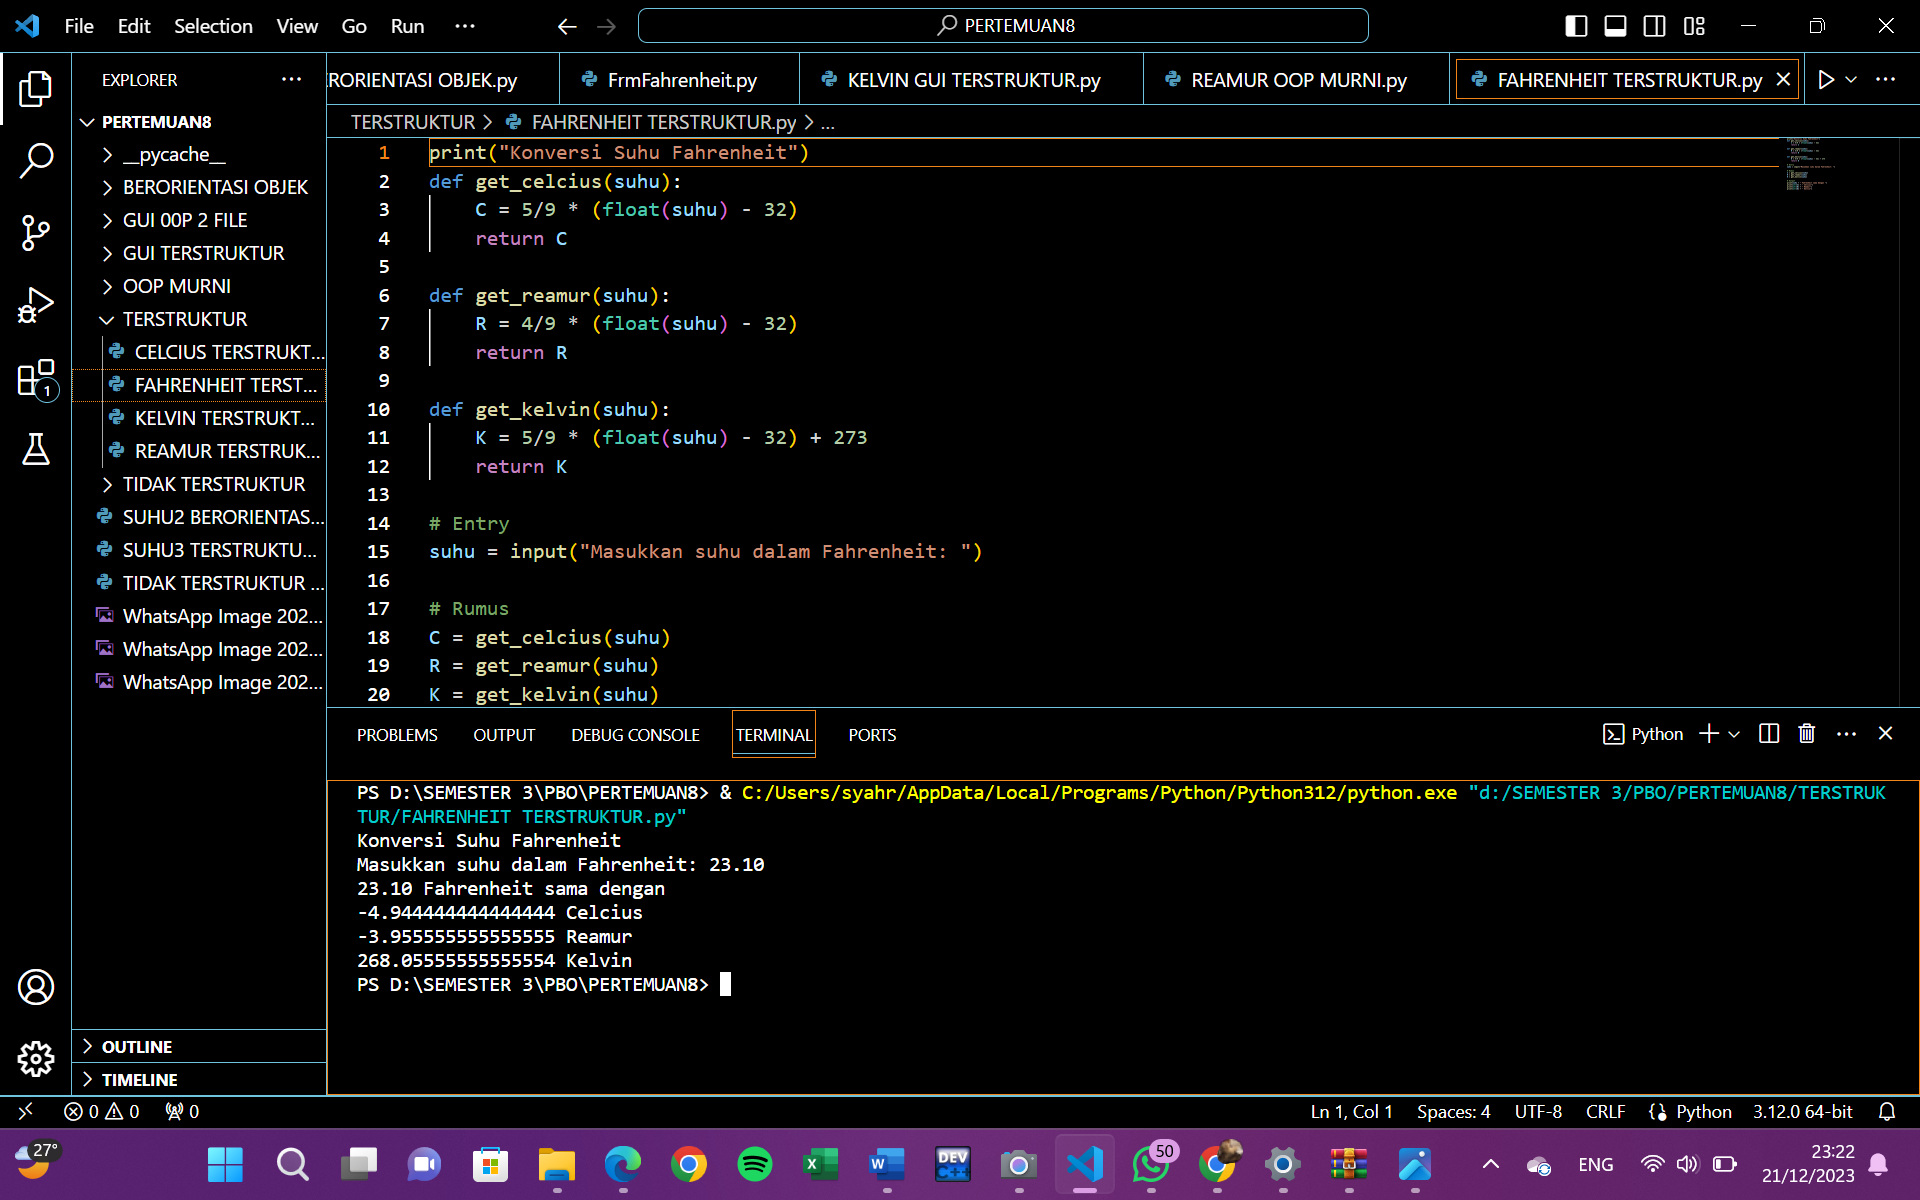 File Edit Selection View Go Run ... PERTEMUAN8
EXPLORER ...
RORIENTASI OBJEK.py FrmFahrenheit.py KELVIN GUI TERSTRUKTUR.py REAMUR OOP MURNI.py FAHRENHEIT TERSTRUKTUR.py
PERTEMUAN8
__pycache__
BERORIENTASI OBJEK
GUI 00P 2 FILE
GUI TERSTRUKTUR
OOP MURNI
TERSTRUKTUR
CELCIUS TERSTRUKT...
FAHRENHEIT TERST...
KELVIN TERSTRUKT...
REAMUR TERSTRUK...
TIDAK TERSTRUKTUR
SUHU2 BERORIENTAS...
SUHU3 TERSTRUKTU...
TIDAK TERSTRUKTUR ...
WhatsApp Image 202...
WhatsApp Image 202...
WhatsApp Image 202...
OUTLINE
TIMELINE
1
TERSTRUKTUR > FAHRENHEIT TERSTRUKTUR.py > ...
1 print("Konversi Suhu Fahrenheit")
2 def get_celcius(suhu):
3 C = 5/9 * (float(suhu) - 32)
4 return C
5
6 def get_reamur(suhu):
7 R = 4/9 * (float(suhu) - 32)
8 return R
9
10 def get_kelvin(suhu):
11 K = 5/9 * (float(suhu) - 32) + 273
12 return K
13
14 # Entry
15 suhu = input("Masukkan suhu dalam Fahrenheit: ")
16
17 # Rumus
18 C = get_celcius(suhu)
19 R = get_reamur(suhu)
20 K = get_kelvin(suhu)
PROBLEMS OUTPUT DEBUG CONSOLE TERMINAL PORTS Python
PS D:\SEMESTER 3\PBO\PERTEMUAN8> & C:/Users/syahr/AppData/Local/Programs/Python/Python312/python.exe "d:/SEMESTER 3/PBO/PERTEMUAN8/TERSTRUK
TUR/FAHRENHEIT TERSTRUKTUR.py"
Konversi Suhu Fahrenheit
Masukkan suhu dalam Fahrenheit: 23.10
23.10 Fahrenheit sama dengan
-4.944444444444444 Celcius
-3.955555555555555 Reamur
268.05555555555554 Kelvin
PS D:\SEMESTER 3\PBO\PERTEMUAN8>
0 0 0 Ln 1, Col 1 Spaces: 4 UTF-8 CRLF Python 3.12.0 64-bit
27° DEV C++ 50 ENG 23:22
21/12/2023